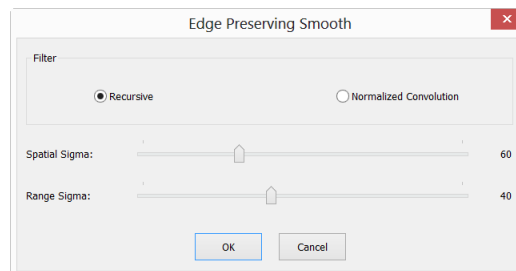 Edge Preserving Smooth
Filter
Recursive
Normalized Convolution
Spatial Sigma:
60
Range Sigma:
40
OK
Cancel